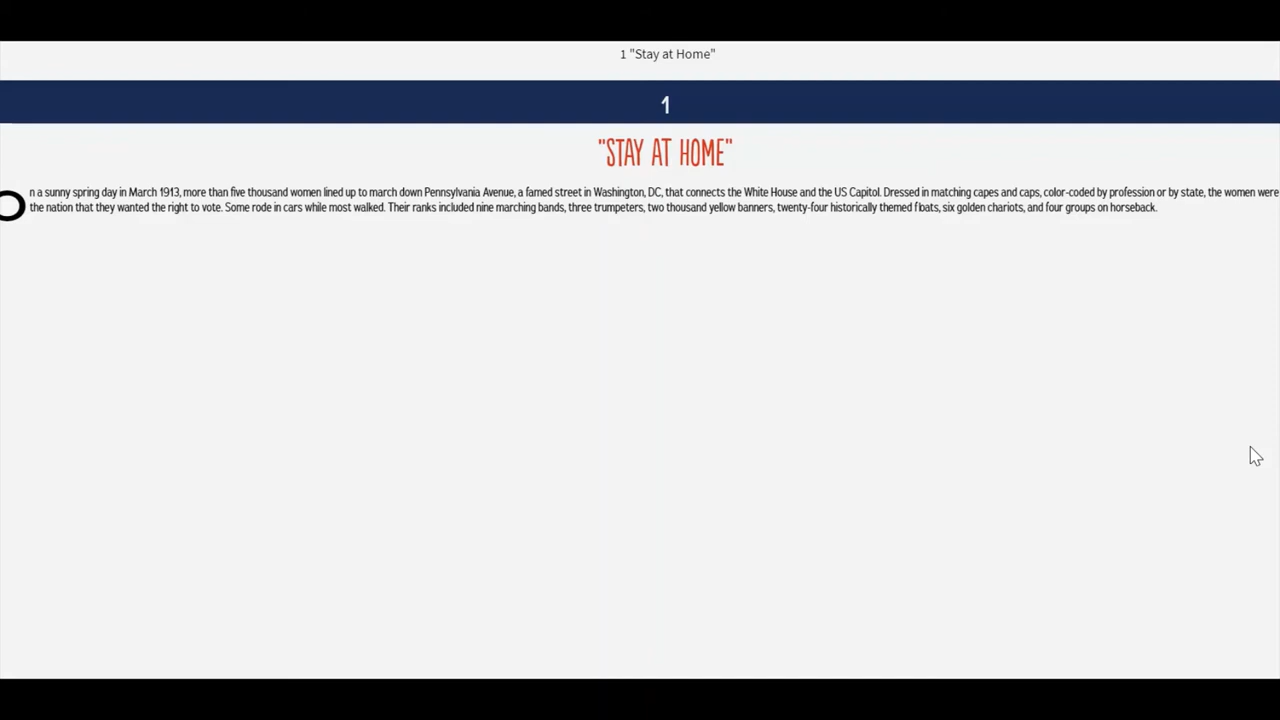 1 "Stay at Home"
1
"STAY AT HOME"
On a sunny spring day in March 1913, more than five thousand women lined up to march down Pennsylvania Avenue, a famed street in Washington, DC, that connects the White House and the US Capitol. Dressed in matching capes and caps, color-coded by profession or by state, the women were
the nation that they wanted the right to vote. Some rode in cars while most walked. Their ranks included nine marching bands, three trumpeters, two thousand yellow banners, twenty-four historically themed floats, six golden chariots, and four groups on horseback.